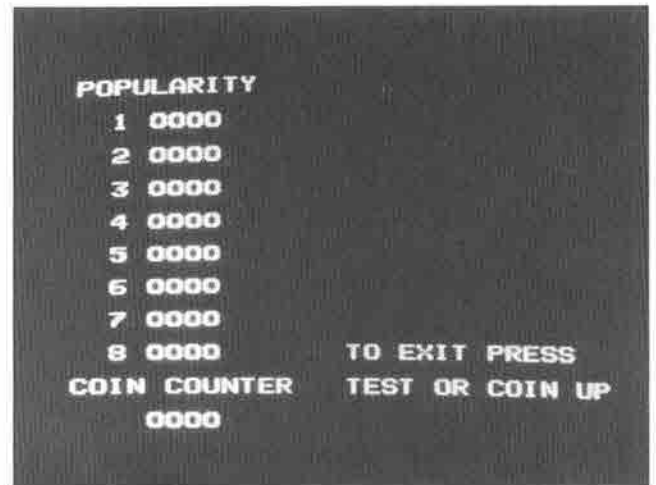 POPULARITY
1 0000
2 0000
3 0000
4 0000
5 0000
6 0000
7 0000
8 0000
COIN COUNTER
0000
TO EXIT PRESS
TEST OR COIN UP